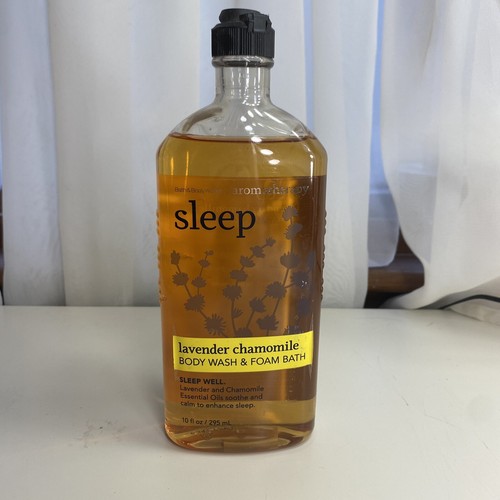 aromatherapy
sleep
lavender chamomile
BODY WASH & FOAM BATH
SLEEP WELL.
Lavender and Chamomile
Essential Oils soothe and
calm to enhance sleep.
10 fl oz / 295 mL